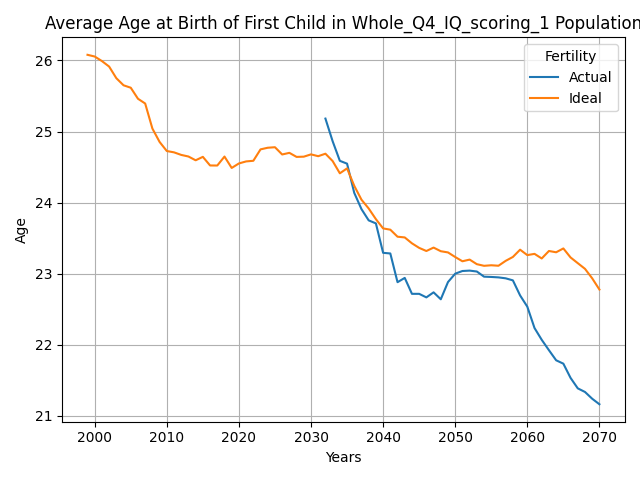 Average Age at Birth of First Child in Whole_Q4_IQ_scoring_1 Population
Fertility
Actual
Ideal
26
25
24
23
22
21
Age
2000 2010 2020 2030 2040 2050 2060 2070
Years